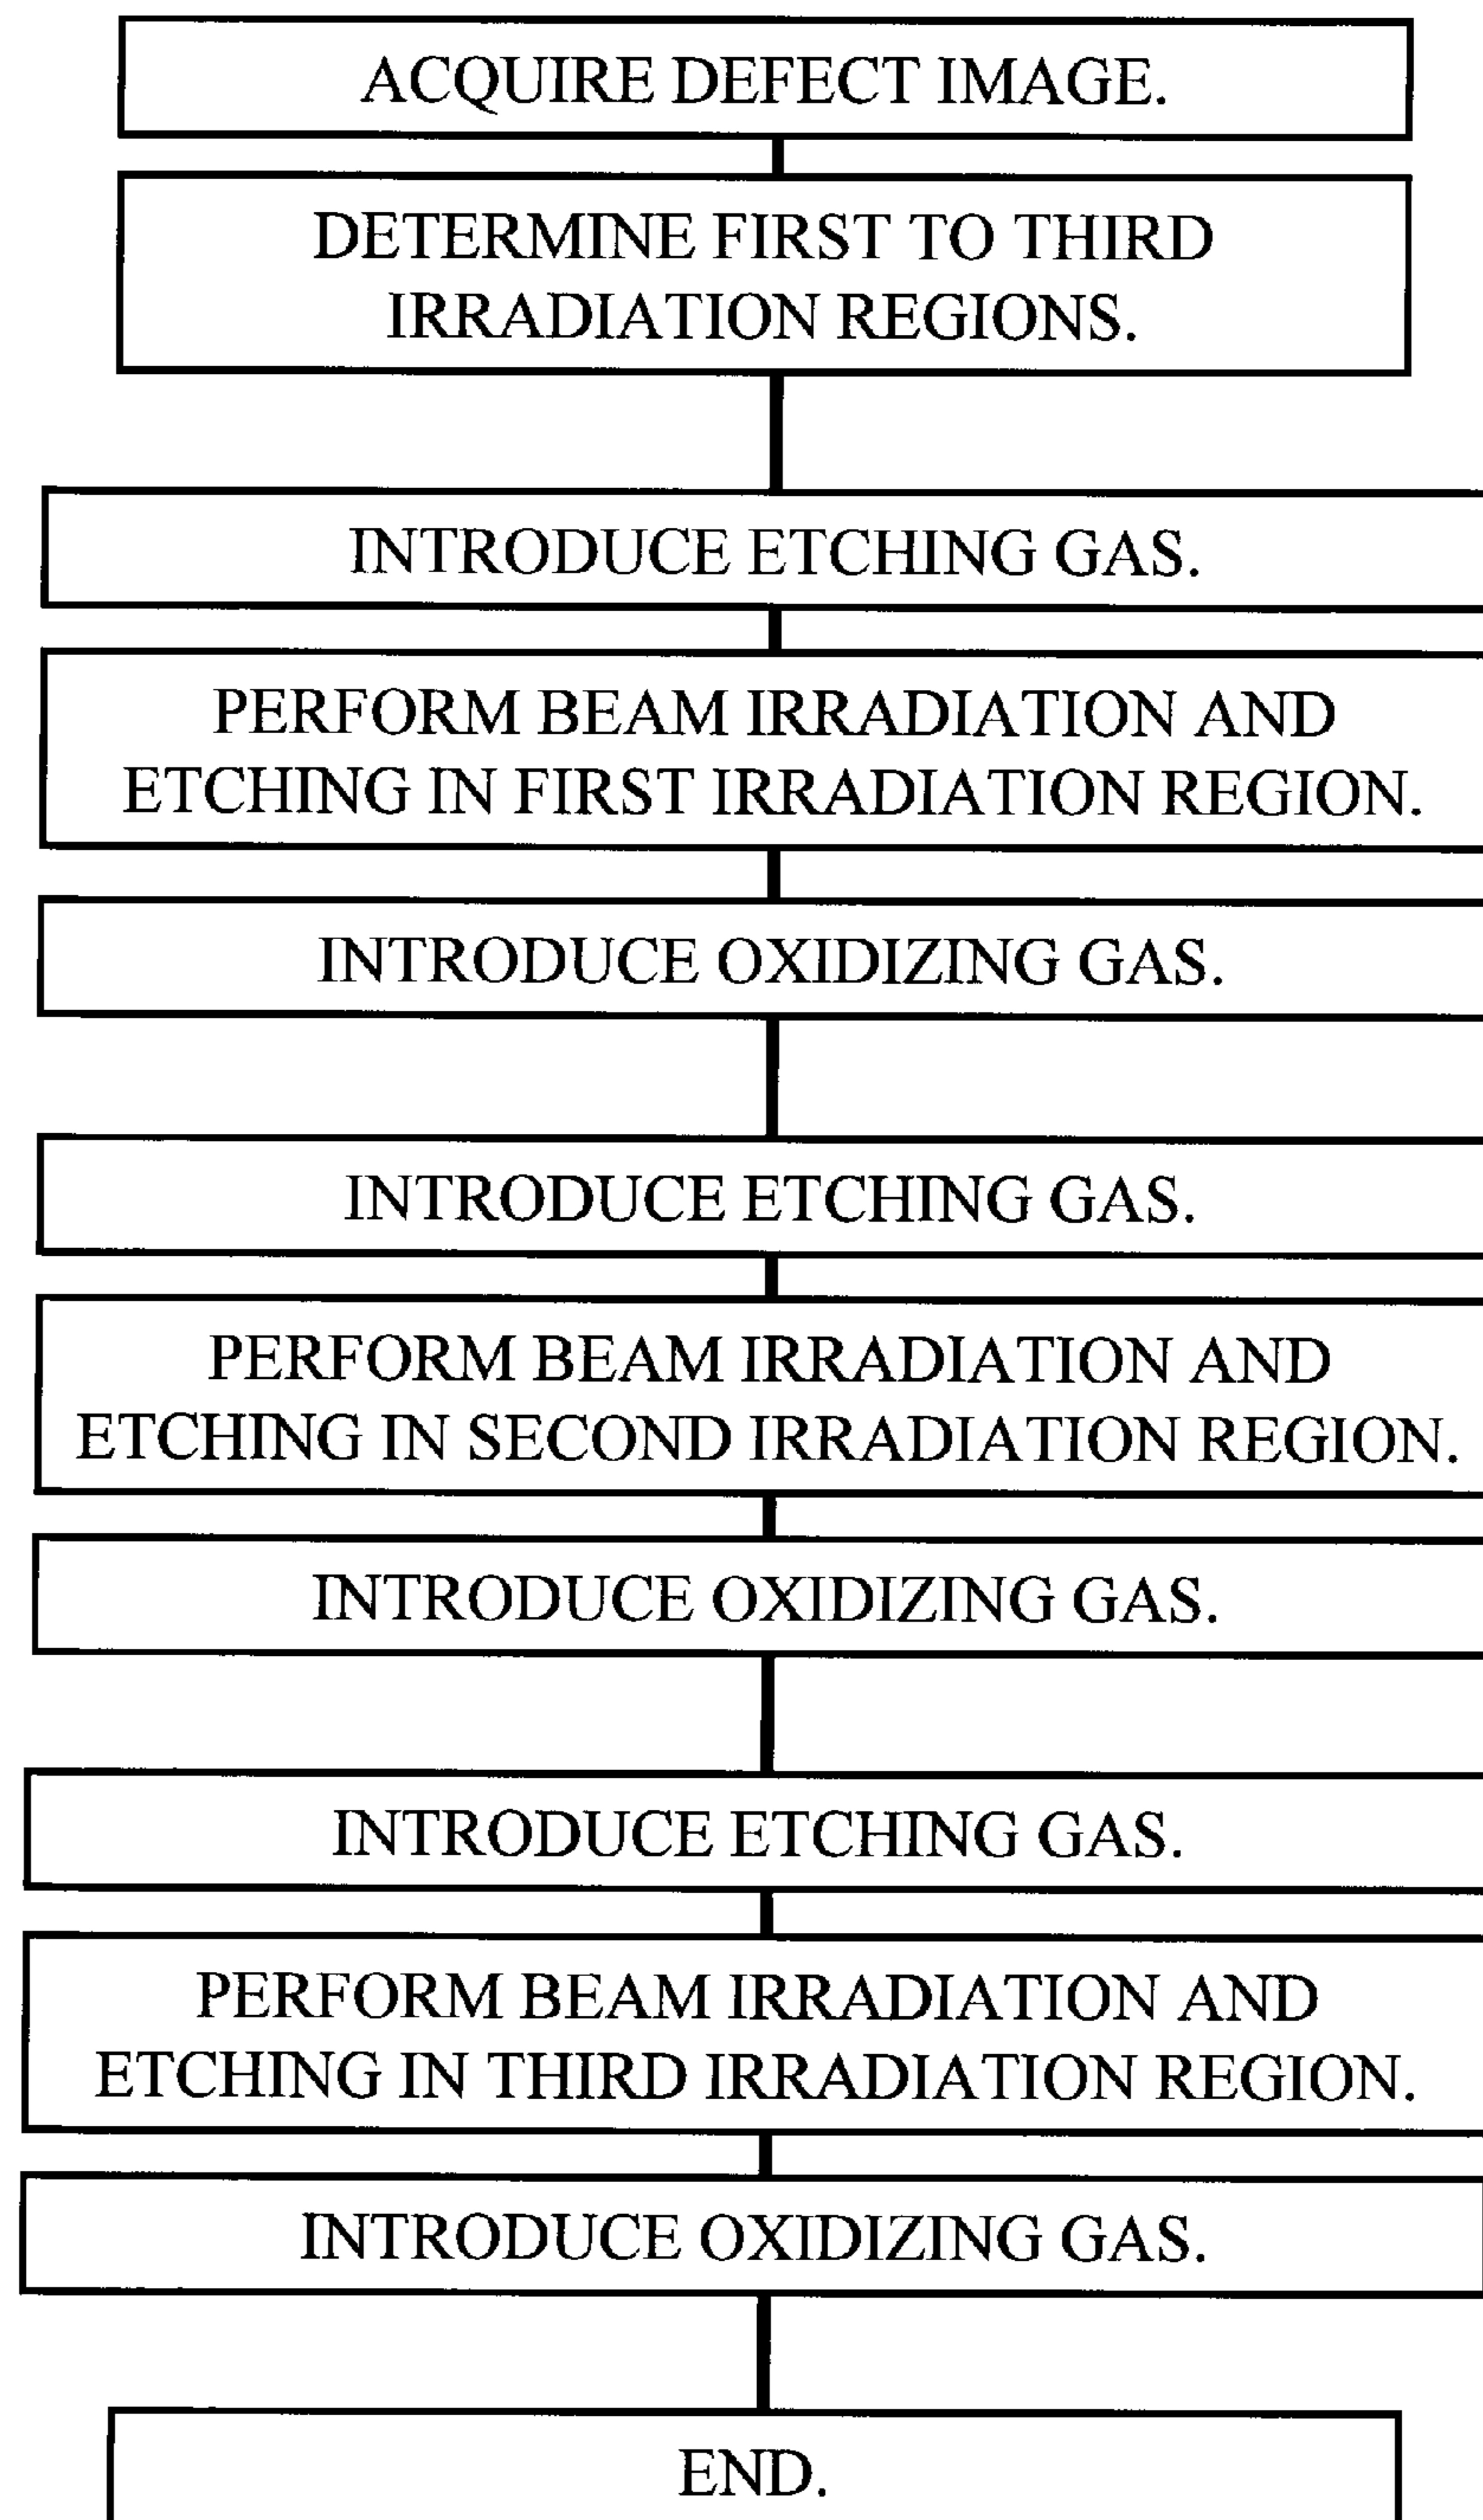 ACQUIRE DEFECT IMAGE.
DETERMINE FIRST TO THIRD
IRRADIATION REGIONS.
INTRODUCE ETCHING GAS.
PERFORM BEAM IRRADIATION AND
ETCHING IN FIRST IRRADIATION REGION.
INTRODUCE OXIDIZING GAS.
INTRODUCE ETCHING GAS.
PERFORM BEAM IRRADIATION AND
ETCHING IN SECOND IRRADIATION REGION.
INTRODUCE OXIDIZING GAS.
INTRODUCE ETCHING GAS.
PERFORM BEAM IRRADIATION AND
ETCHING IN THIRD IRRADIATION REGION.
INTRODUCE OXIDIZING GAS.
END.